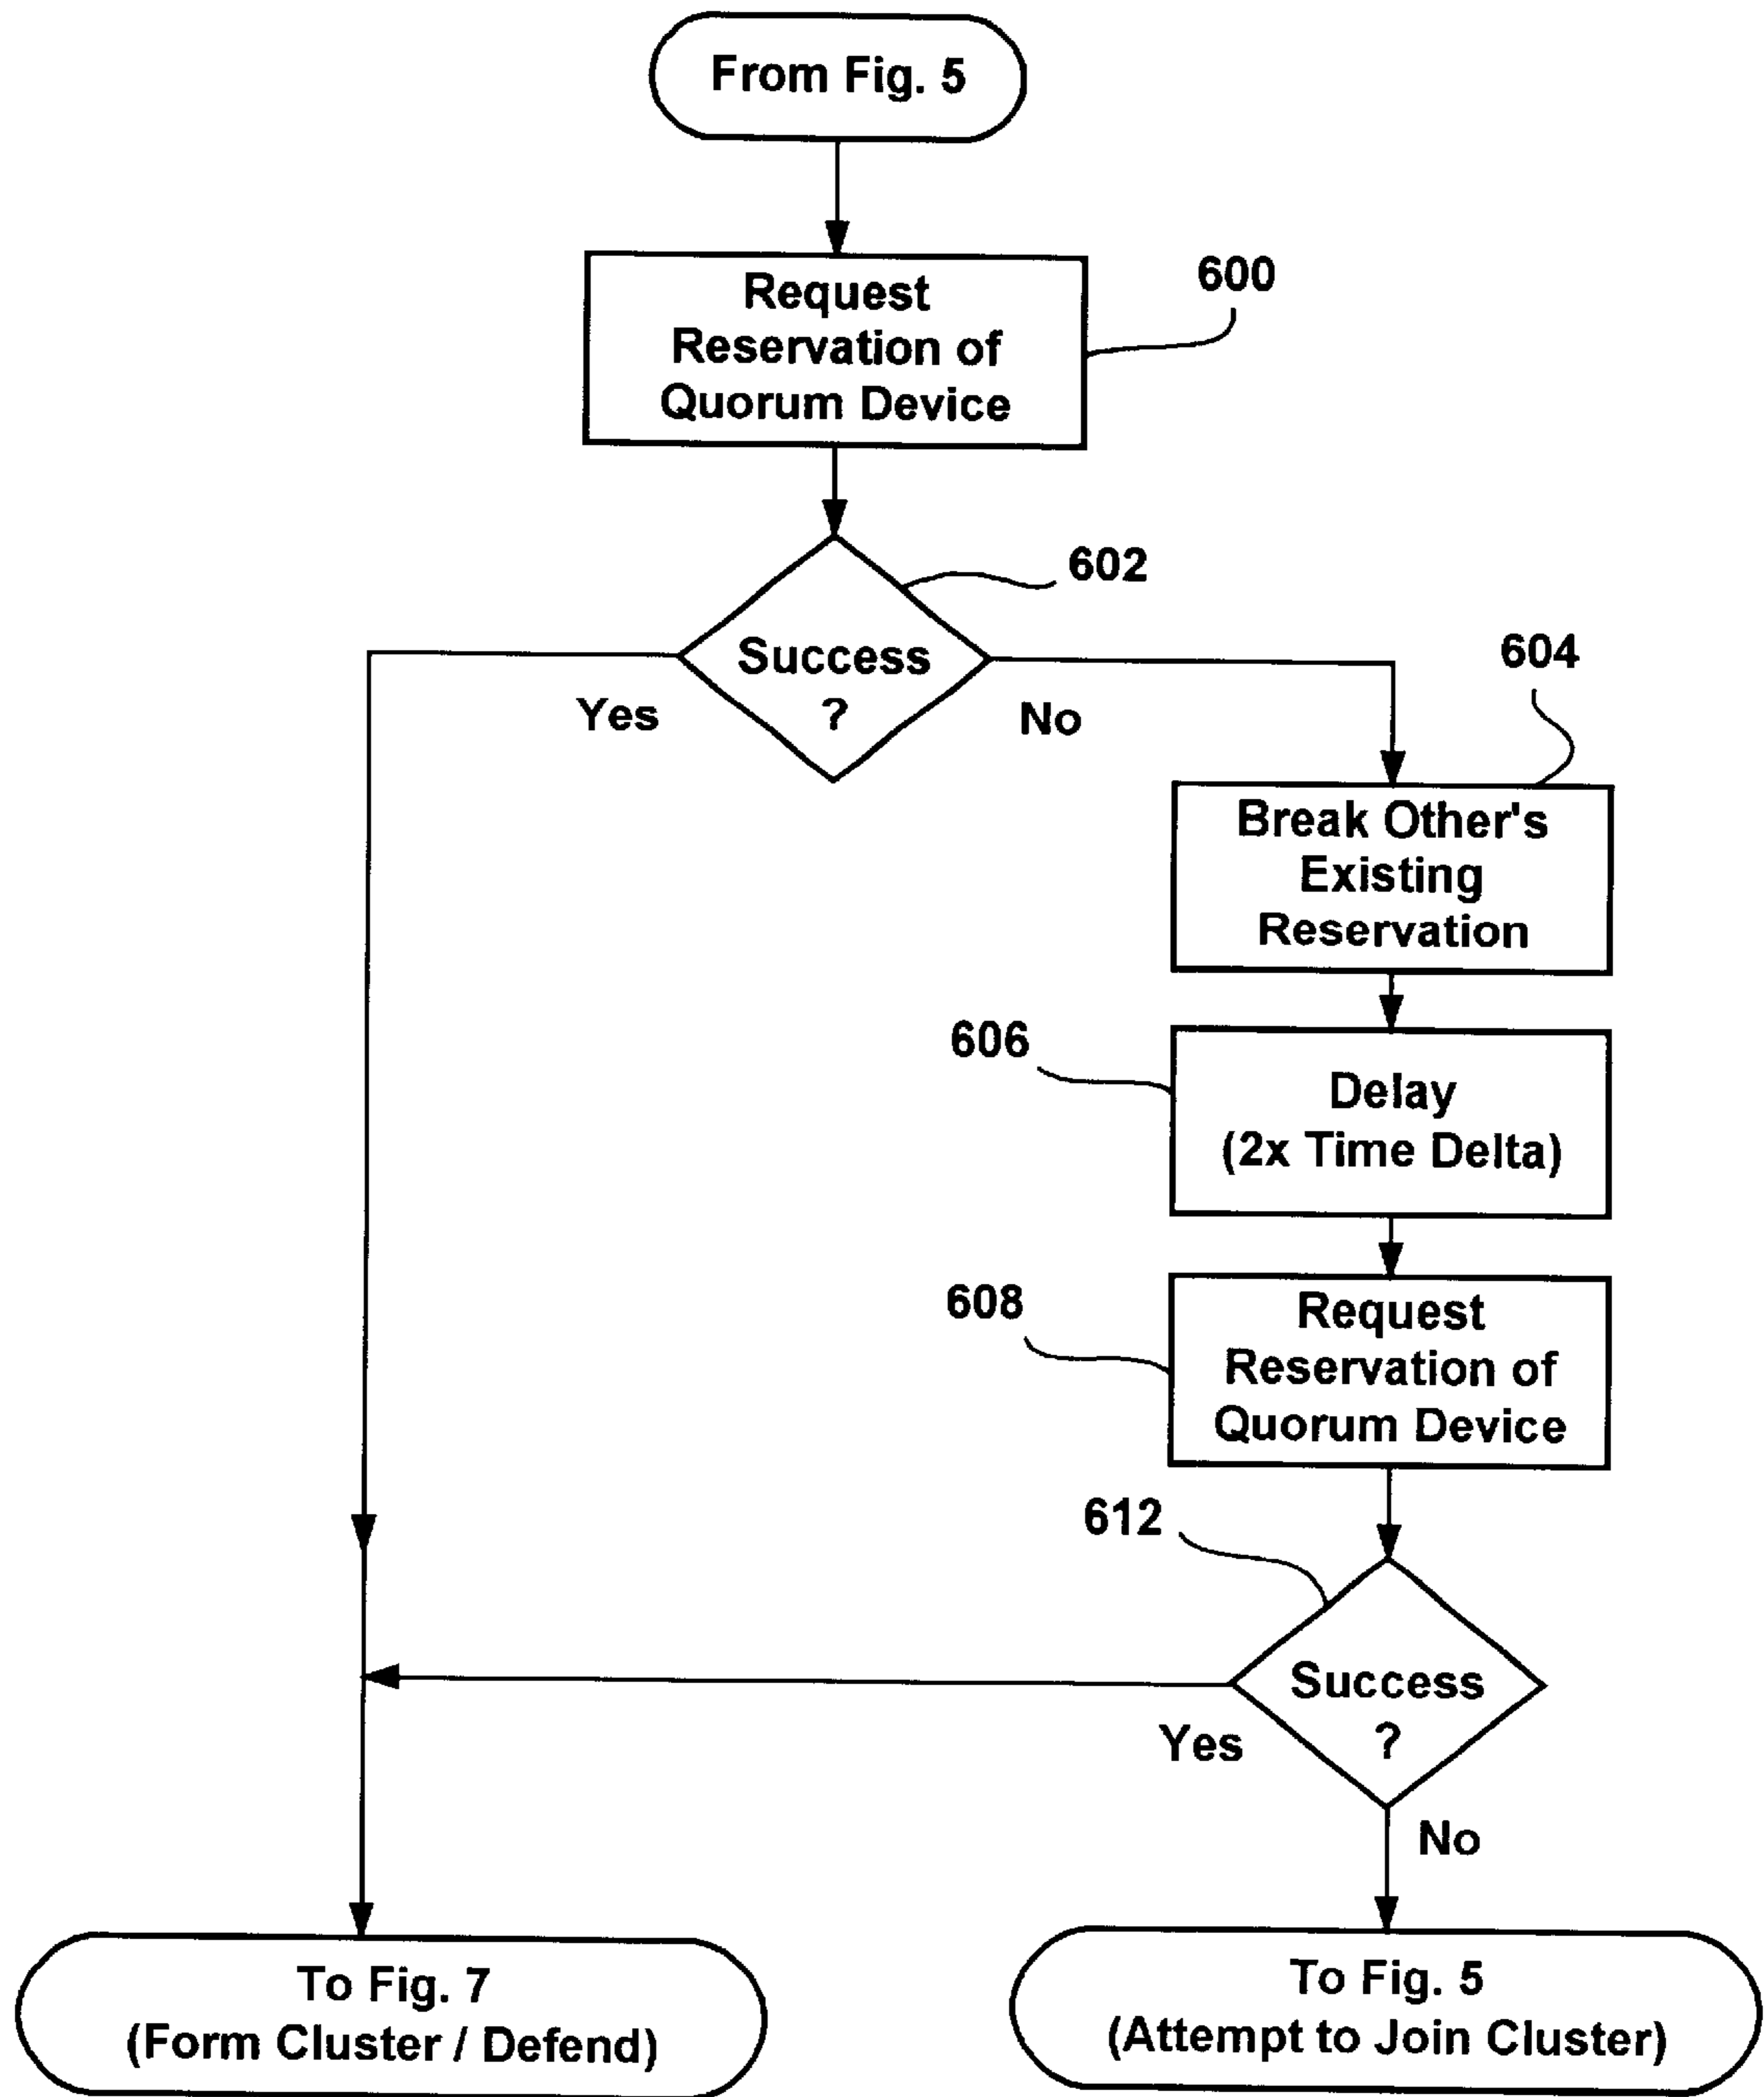 From Fig. 5
Request
Reservation of
Quorum Device
600
602
Success
?
Yes
No
604
Break Other's
Existing
Reservation
606
Delay
(2x Time Delta)
608
Request
Reservation of
Quorum Device
612
Success
?
Yes
No
To Fig. 7
(Form Cluster / Defend)
To Fig. 5
(Attempt to Join Cluster)